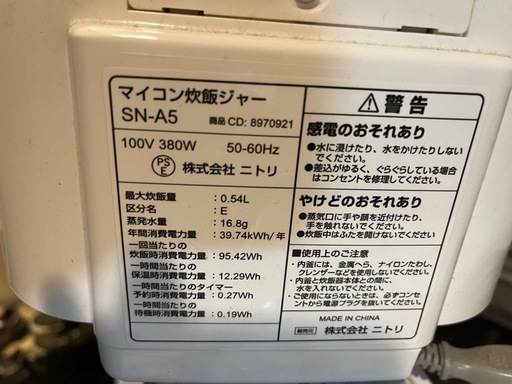 マイコン炊飯ジャー
SN-A5 商品 CD: 8970921
100V 380W 50-60Hz
PS E 株式会社 ニトリ
最大炊飯量 : 0.54L
区分名 : E
蒸発水量 : 16.8g
年間消費電力量 : 39.74kWh/年
一回当たりの
炊飯時消費電力量 : 95.42Wh
一時間当たりの
保温時消費電力量 : 12.29Wh
一時間当たりのタイマー
予約時消費電力量 : 0.27Wh
一時間当たりの
待機時消費電力量 : 0.19Wh
警告
感電のおそれあり
●水に浸けたり、水をかけたりしない
でください。
●差込がゆるく、ぐらぐらしている場合
はコンセントを修理してください。
やけどのおそれあり
●蒸気口に手や顔を近付けたり、
手を触れないでください
●炊飯中はふたを開けないでください
■使用上のご注意
・内釜には、金属へら、ナイロンたわし、
クレンザーなどを使用しないでください。
・内釜と炊飯器本体との間に、
水を入れないでください。
・ご使用にならないときは、必ずコンセ
ントから電源プラグを抜いてください。
MADE IN CHINA
販売元 株式会社 ニトリ